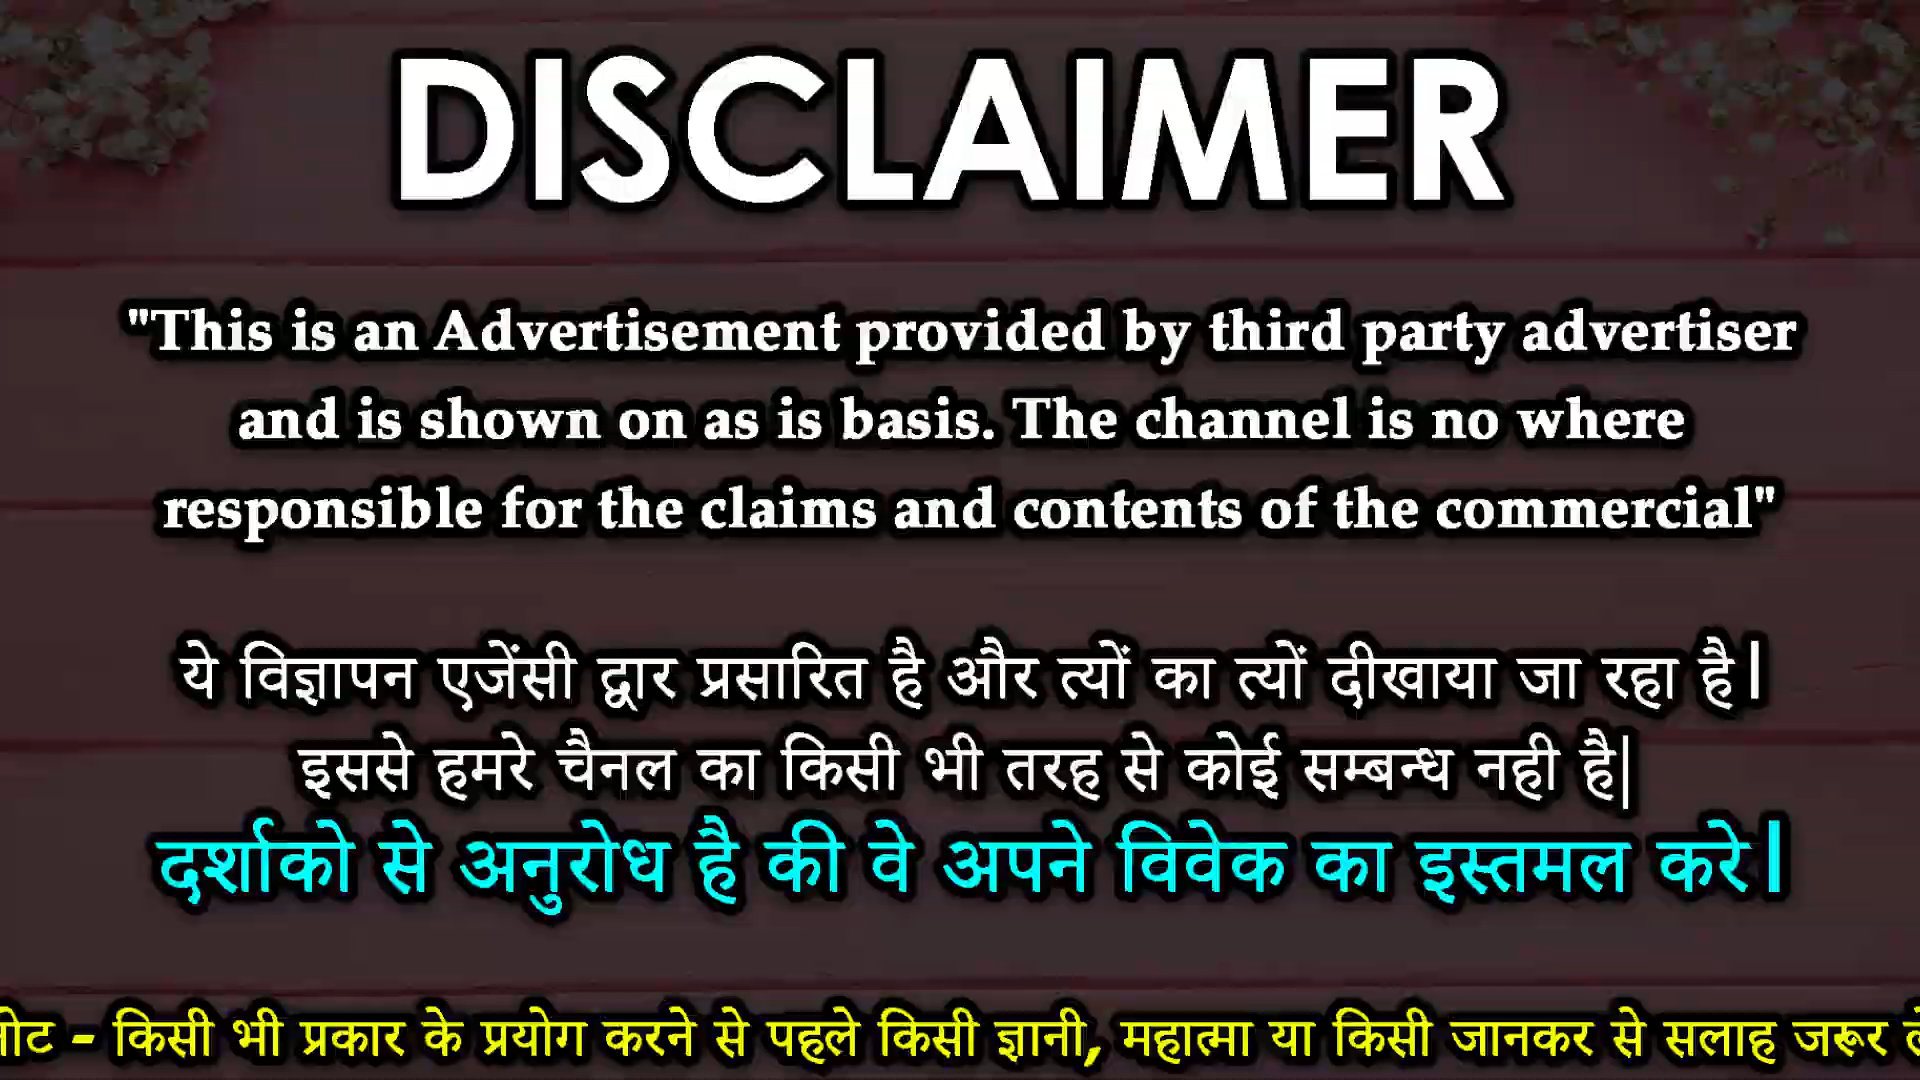 DISCLAIMER
"This is an Advertisement provided by third party advertiser
and is shown on as is basis. The channel is no where
responsible for the claims and contents of the commercial"
ये विज्ञापन एजेंसी द्वार प्रसारित है और त्यों का त्यों दीखाया जा रहा है|
इससे हमरे चैनल का किसी भी तरह से कोई सम्बन्ध नही है|
दर्शाको से अनुरोध है की वे अपने विवेक का इस्तमल करे|
- किसी भी प्रकार के प्रयोग करने से पहले किसी ज्ञानी, महात्मा या किसी जानकर से सलाह जरूर